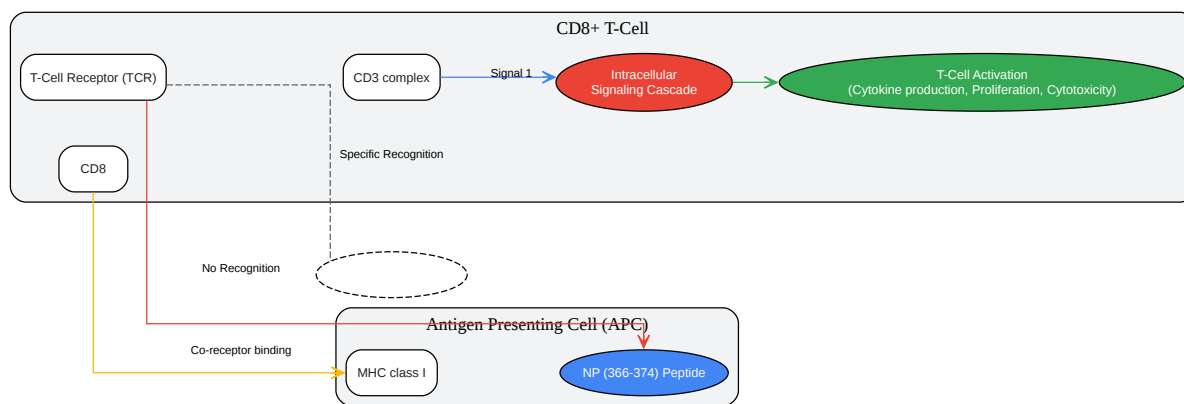 CD8+ T-Cell
T-Cell Receptor (TCR)
CD3 complex
Signal 1
Intracellular
Signaling Cascade
T-Cell Activation
(Cytokine production, Proliferation, Cytotoxicity)
Specific Recognition
CD8
No Recognition
Antigen Presenting Cell (APC)
Co-receptor binding
MHC class I
NP (366-374) Peptide